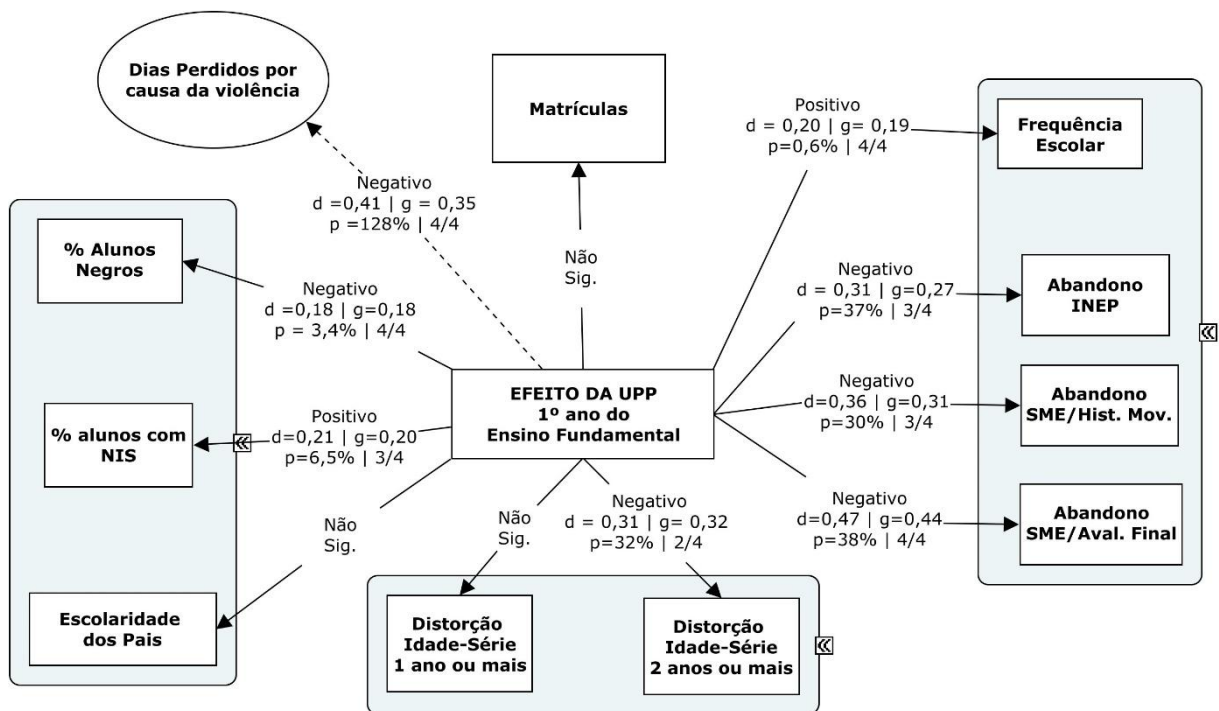 Dias Perdidos por
causa da violência
Matrículas
Positivo
d = 0,20 | g= 0,19
p=0,6% | 4/4
Frequência
Escolar
Negativo
d =0,41 | g = 0,35
p =128% | 4/4
% Alunos
Negros
Negativo
d =0,18 | g=0,18
p = 3,4% | 4/4
Não
Sig.
Negativo
d = 0,31 | g=0,27
p=37% | 3/4
Abandono
INEP
EFEITO DA UPP
1º ano do
Ensino Fundamental
Negativo
d=0,36 | g=0,31
p=30% | 3/4
Abandono
SME/Hist. Mov.
% alunos com
NIS
Positivo
d=0,21 | g=0,20
p=6,5% | 3/4
Negativo
d=0,47 | g=0,44
p=38% | 4/4
Abandono
SME/Aval. Final
Não
Sig.
Escolaridade
dos Pais
Não
Sig.
Negativo
d = 0,31 | g= 0,32
p=32% | 2/4
Distorção
Idade-Série
1 ano ou mais
Distorção
Idade-Série
2 anos ou mais